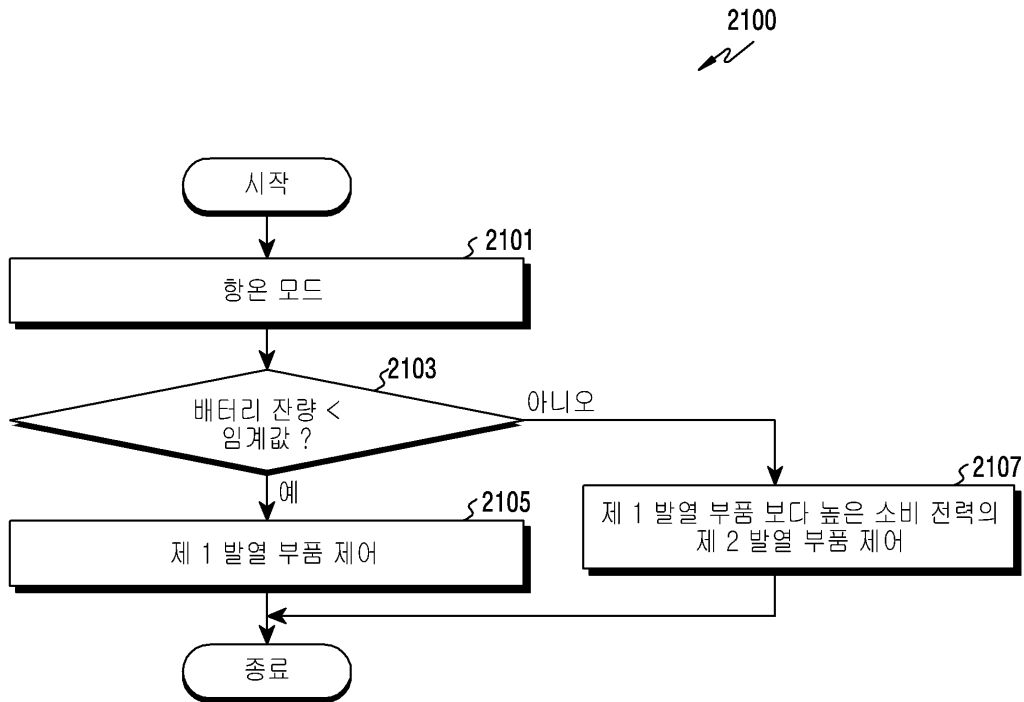 2100
시작
2101
항온 모드
2103
배터리 잔량 <
임계값 ?
아니오
예
2105
제 1 발열 부품 제어
2107
제 1 발열 부품 보다 높은 소비 전력의
제 2 발열 부품 제어
종료